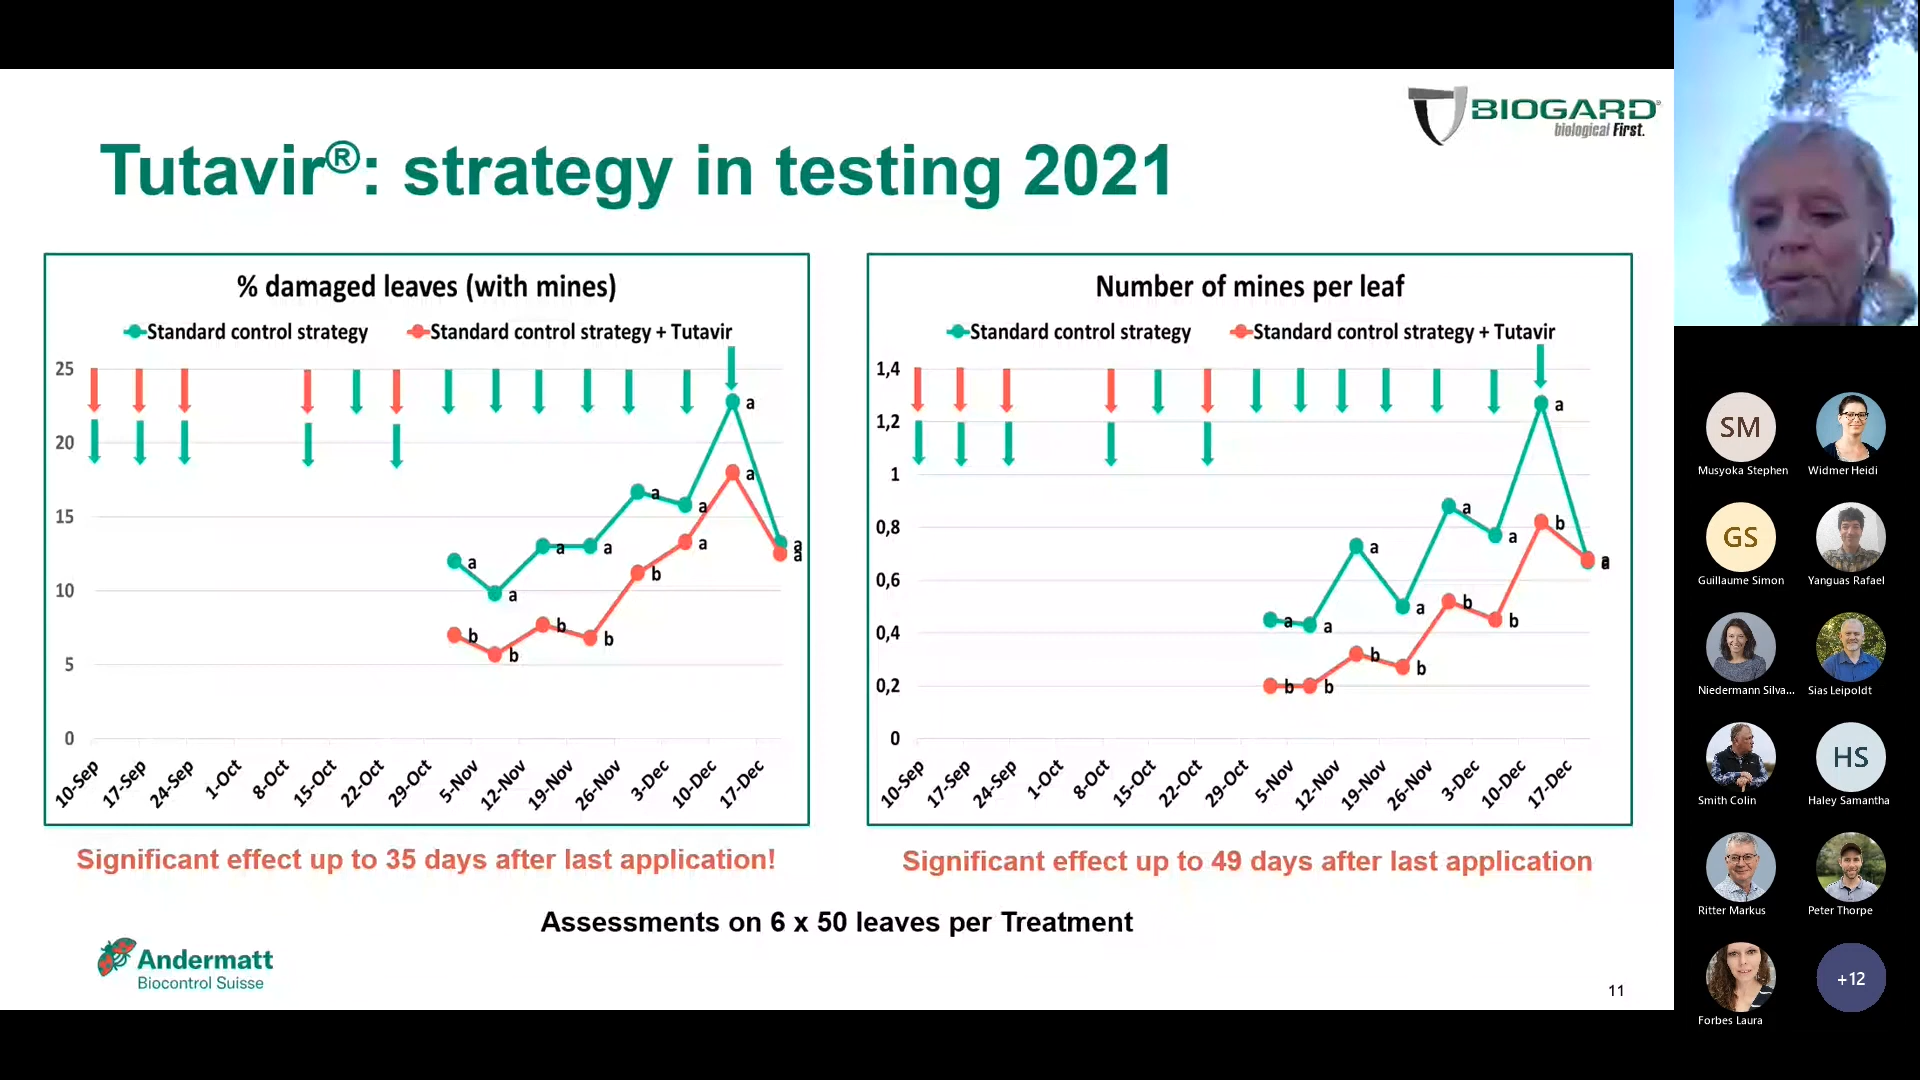 BIOGARD®
biological First.
Tutavir®: strategy in testing 2021
% damaged leaves (with mines)
Standard control strategy
Standard control strategy + Tutavir
25
20
15
10
5
0
a
a
a
a
a
a
a
a
b
b
b
b
b
a
a
a
10-Sep
17-Sep
24-Sep
1-Oct
8-Oct
15-Oct
22-Oct
29-Oct
5-Nov
12-Nov
19-Nov
26-Nov
3-Dec
10-Dec
17-Dec
Number of mines per leaf
Standard control strategy
Standard control strategy + Tutavir
1,4
1,2
1
0,8
0,6
0,4
0,2
0
a
a
a
a
a
a
a
a
b
b
b
b
b
b
b
a
10-Sep
17-Sep
24-Sep
1-Oct
8-Oct
15-Oct
22-Oct
29-Oct
5-Nov
12-Nov
19-Nov
26-Nov
3-Dec
10-Dec
17-Dec
Significant effect up to 35 days after last application!
Significant effect up to 49 days after last application
Assessments on 6 x 50 leaves per Treatment
Andermatt
Biocontrol Suisse
11
SM
Musyoka Stephen
Widmer Heidi
GS
Guillaume Simon
Yanguas Rafael
Niedermann Silva...
Sias Leipoldt
Smith Colin
HS
Haley Samantha
Ritter Markus
Peter Thorpe
Forbes Laura
+12